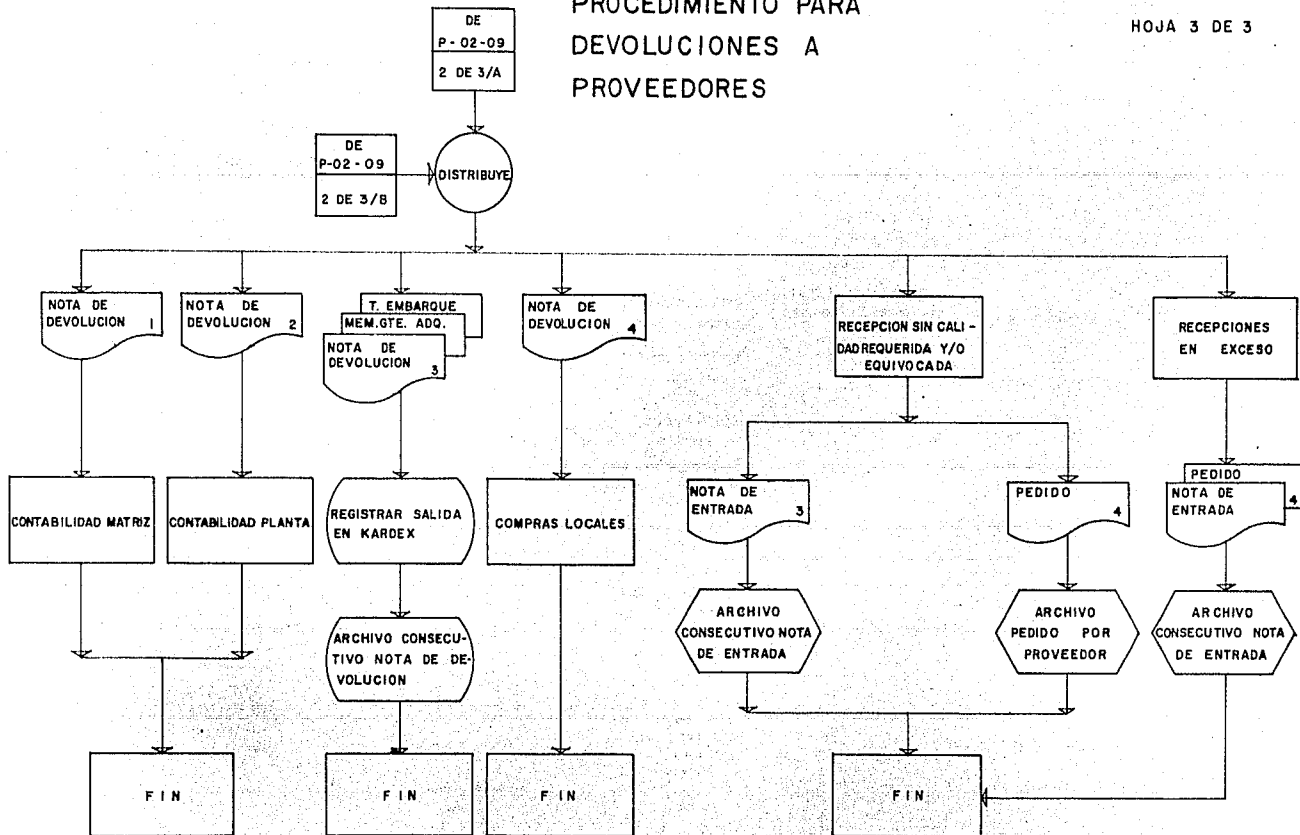 PROCEDIMIENTO PARA
DEVOLUCIONES A
PROVEEDORES
HOJA 3 DE 3
DE
P-02-09
2 DE 3/A
DE
P-02-09
2 DE 3/B
DISTRIBUYE
NOTA DE
DEVOLUCION 1
NOTA DE
DEVOLUCION 2
T. EMBARQUE
MEM.GTE. ADQ.
NOTA DE
DEVOLUCION
3
NOTA DE
DEVOLUCION 4
RECEPCION SIN CALI-
DAD REQUERIDA Y/O
EQUIVOCADA
RECEPCIONES
EN EXCESO
CONTABILIDAD MATRIZ
CONTABILIDAD PLANTA
REGISTRAR SALIDA
EN KARDEX
COMPRAS LOCALES
NOTA DE
ENTRADA
3
PEDIDO
4
PEDIDO
NOTA DE
ENTRADA
4
ARCHIVO CONSECU-
TIVO NOTA DE DE-
VOLUCION
ARCHIVO
CONSECUTIVO NOTA
DE ENTRADA
ARCHIVO
PEDIDO POR
PROVEEDOR
ARCHIVO
CONSECUTIVO NOTA
DE ENTRADA
FIN
FIN
FIN
FIN